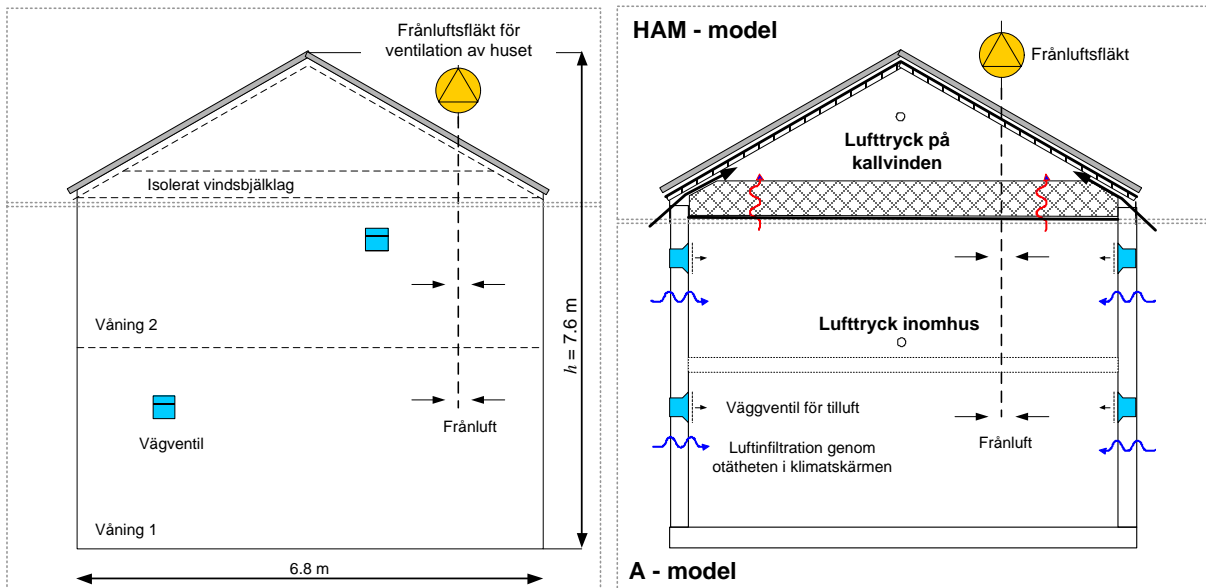 Frånluftsfläkt för
ventilation av huset
Isolerat vindsbjälklag
Våning 2
Vägventil
Frånluft
Våning 1
h = 7.6 m
6.8 m
HAM - model
Frånluftsfläkt
Lufttryck på
kallvinden
Lufttryck inomhus
Väggventil för tilluft
Luftinfiltration genom
otätheten i klimatskärmen
Frånluft
A - model